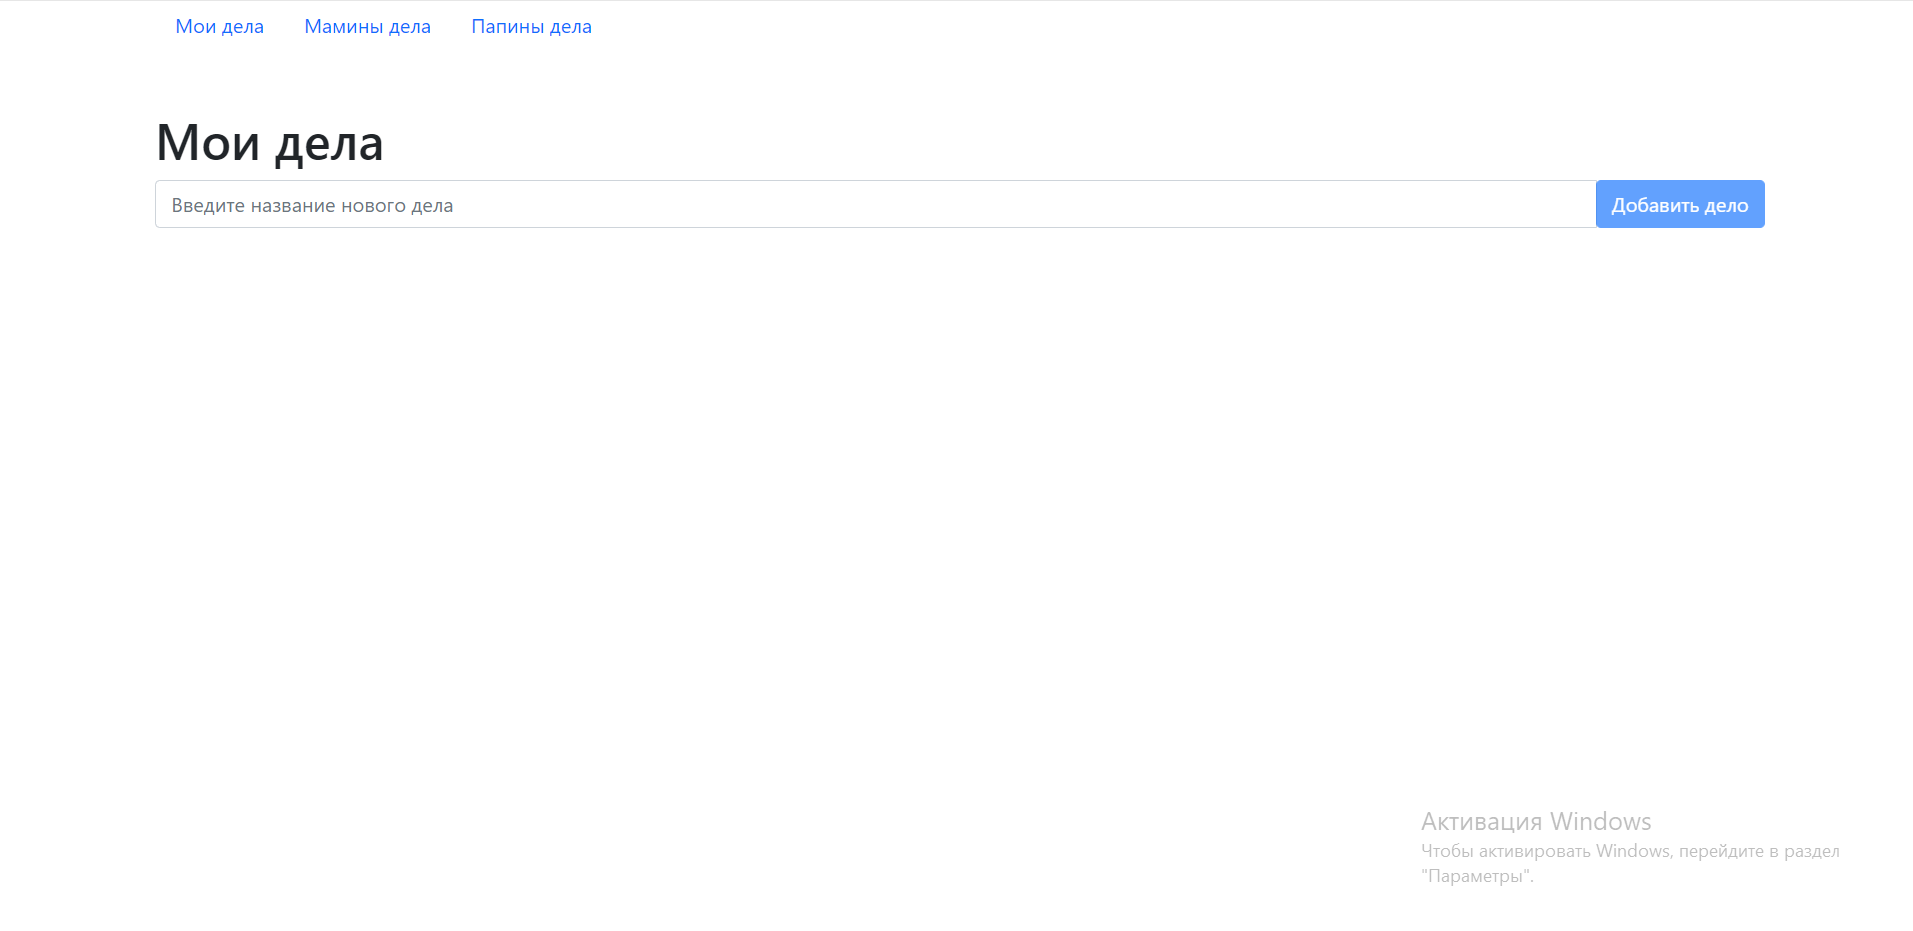 Мои дела Мамины дела Папины дела
Мои дела
Введите название нового дела Добавить дело
Активация Windows
Чтобы активировать Windows, перейдите в раздел
"Параметры".